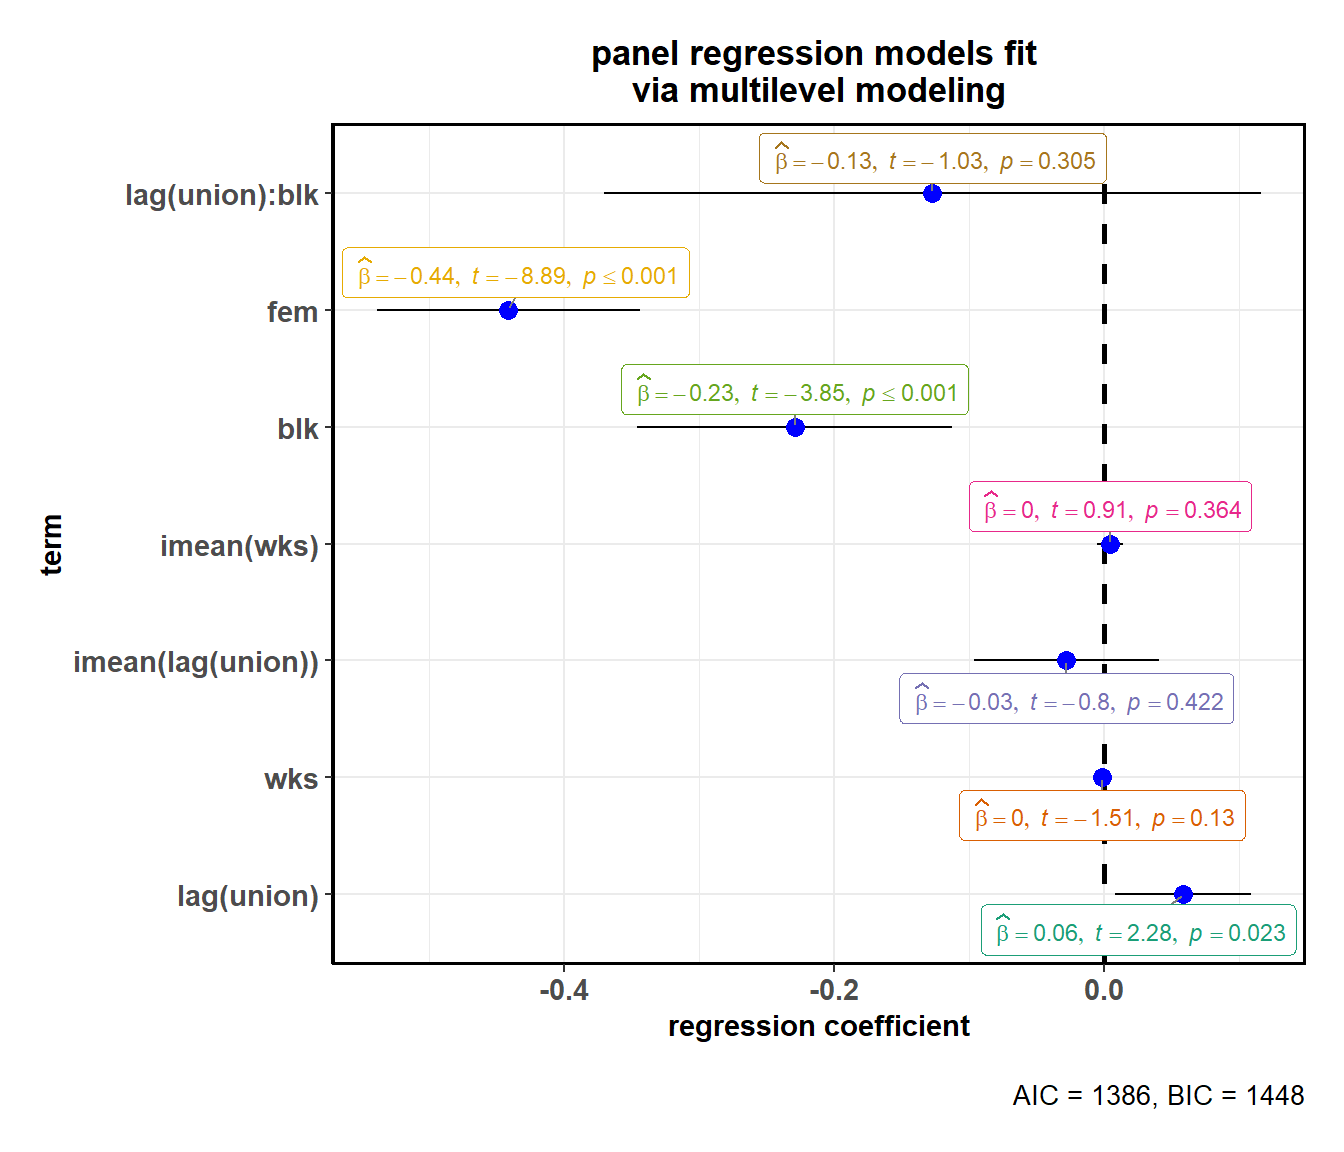 panel regression models fit
via multilevel modeling
lag(union):blk
β̂ = −0.13, t = −1.03, p = 0.305
fem
β̂ = −0.44, t = −8.89, p ≤ 0.001
blk
β̂ = −0.23, t = −3.85, p ≤ 0.001
imean(wks)
β̂ = 0, t = 0.91, p = 0.364
term
imean(lag(union))
β̂ = −0.03, t = −0.8, p = 0.422
wks
β̂ = 0, t = −1.51, p = 0.13
lag(union)
β̂ = 0.06, t = 2.28, p = 0.023
-0.4 -0.2 0.0
regression coefficient
AIC = 1386, BIC = 1448